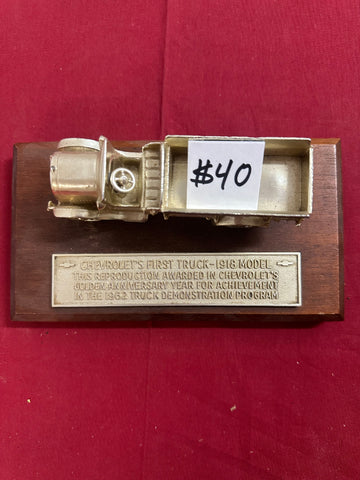 $40
CHEVROLET'S FIRST TRUCK-1918 MODEL
THIS REPRODUCTION AWARDED IN CHEVROLET'S
GOLDEN ANNIVERSARY YEAR FOR ACHIEVEMENT
IN THE 1962 TRUCK DEMONSTRATION PROGRAM